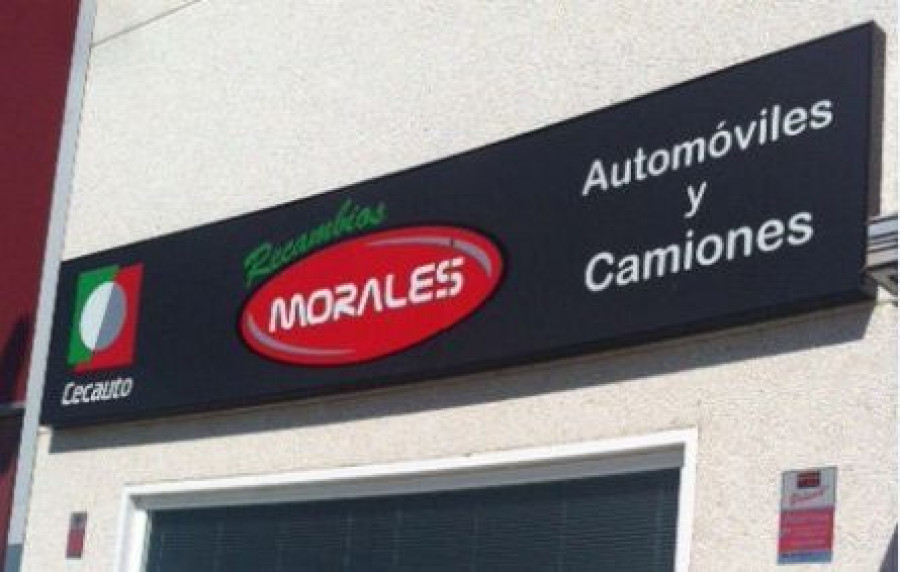 Cecauto
Recambios
MORALES
Automóviles
y
Camiones